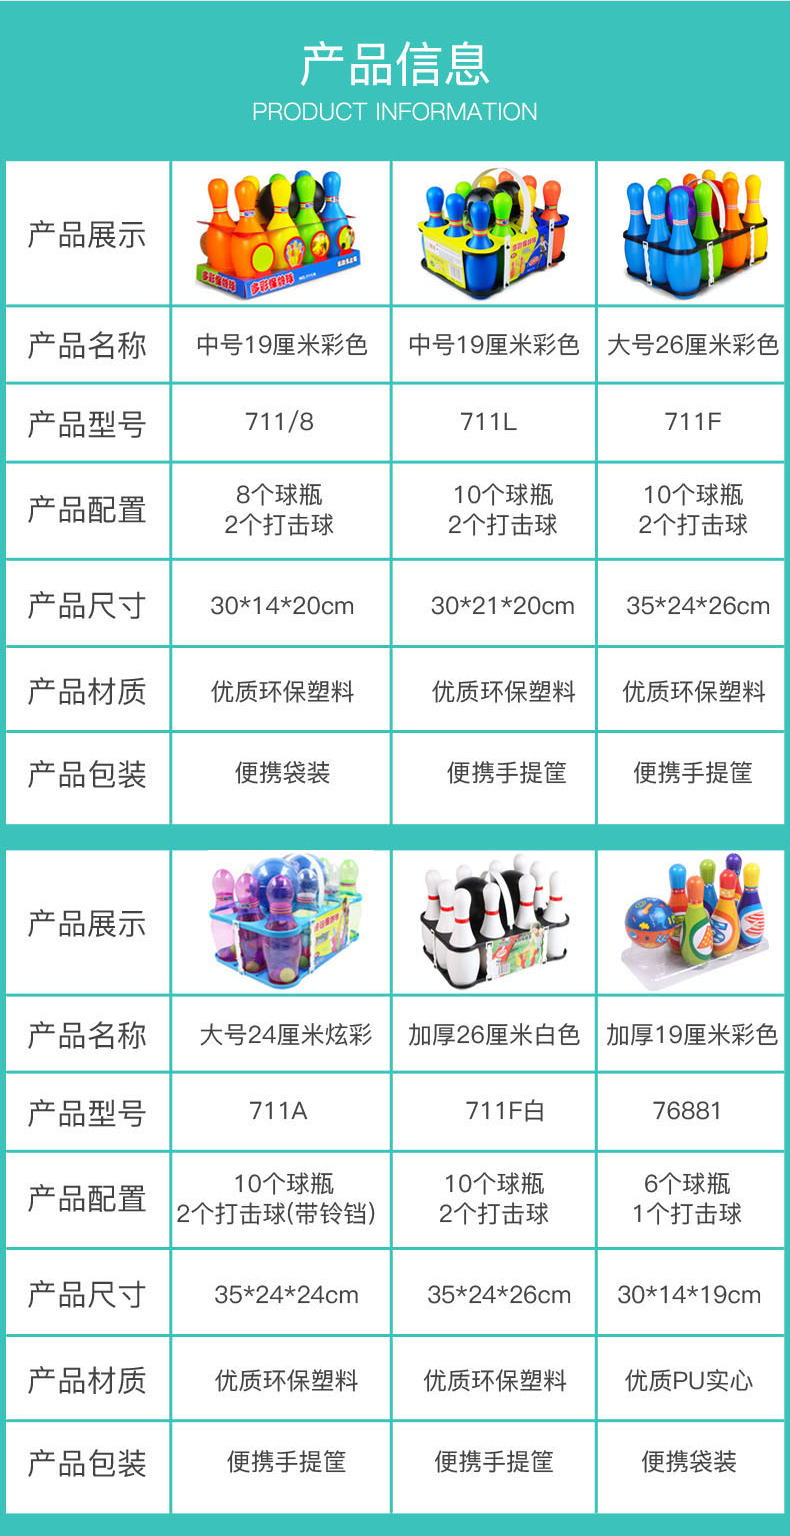 产品信息
PRODUCT INFORMATION
产品展示
多彩保龄球
多彩保龄球
产品名称 中号19厘米彩色 中号19厘米彩色 大号26厘米彩色
产品型号 711/8 711L 711F
产品配置 8个球瓶 10个球瓶 10个球瓶
2个打击球 2个打击球 2个打击球
产品尺寸 30*14*20cm 30*21*20cm 35*24*26cm
产品材质 优质环保塑料 优质环保塑料 优质环保塑料
产品包装 便携袋装 便携手提筐 便携手提筐
产品展示
产品名称 大号24厘米炫彩 加厚26厘米白色 加厚19厘米彩色
产品型号 711A 711F白 76881
产品配置 10个球瓶 10个球瓶 6个球瓶
2个打击球(带铃铛) 2个打击球 1个打击球
产品尺寸 35*24*24cm 35*24*26cm 30*14*19cm
产品材质 优质环保塑料 优质环保塑料 优质PU实心
产品包装 便携手提筐 便携手提筐 便携袋装